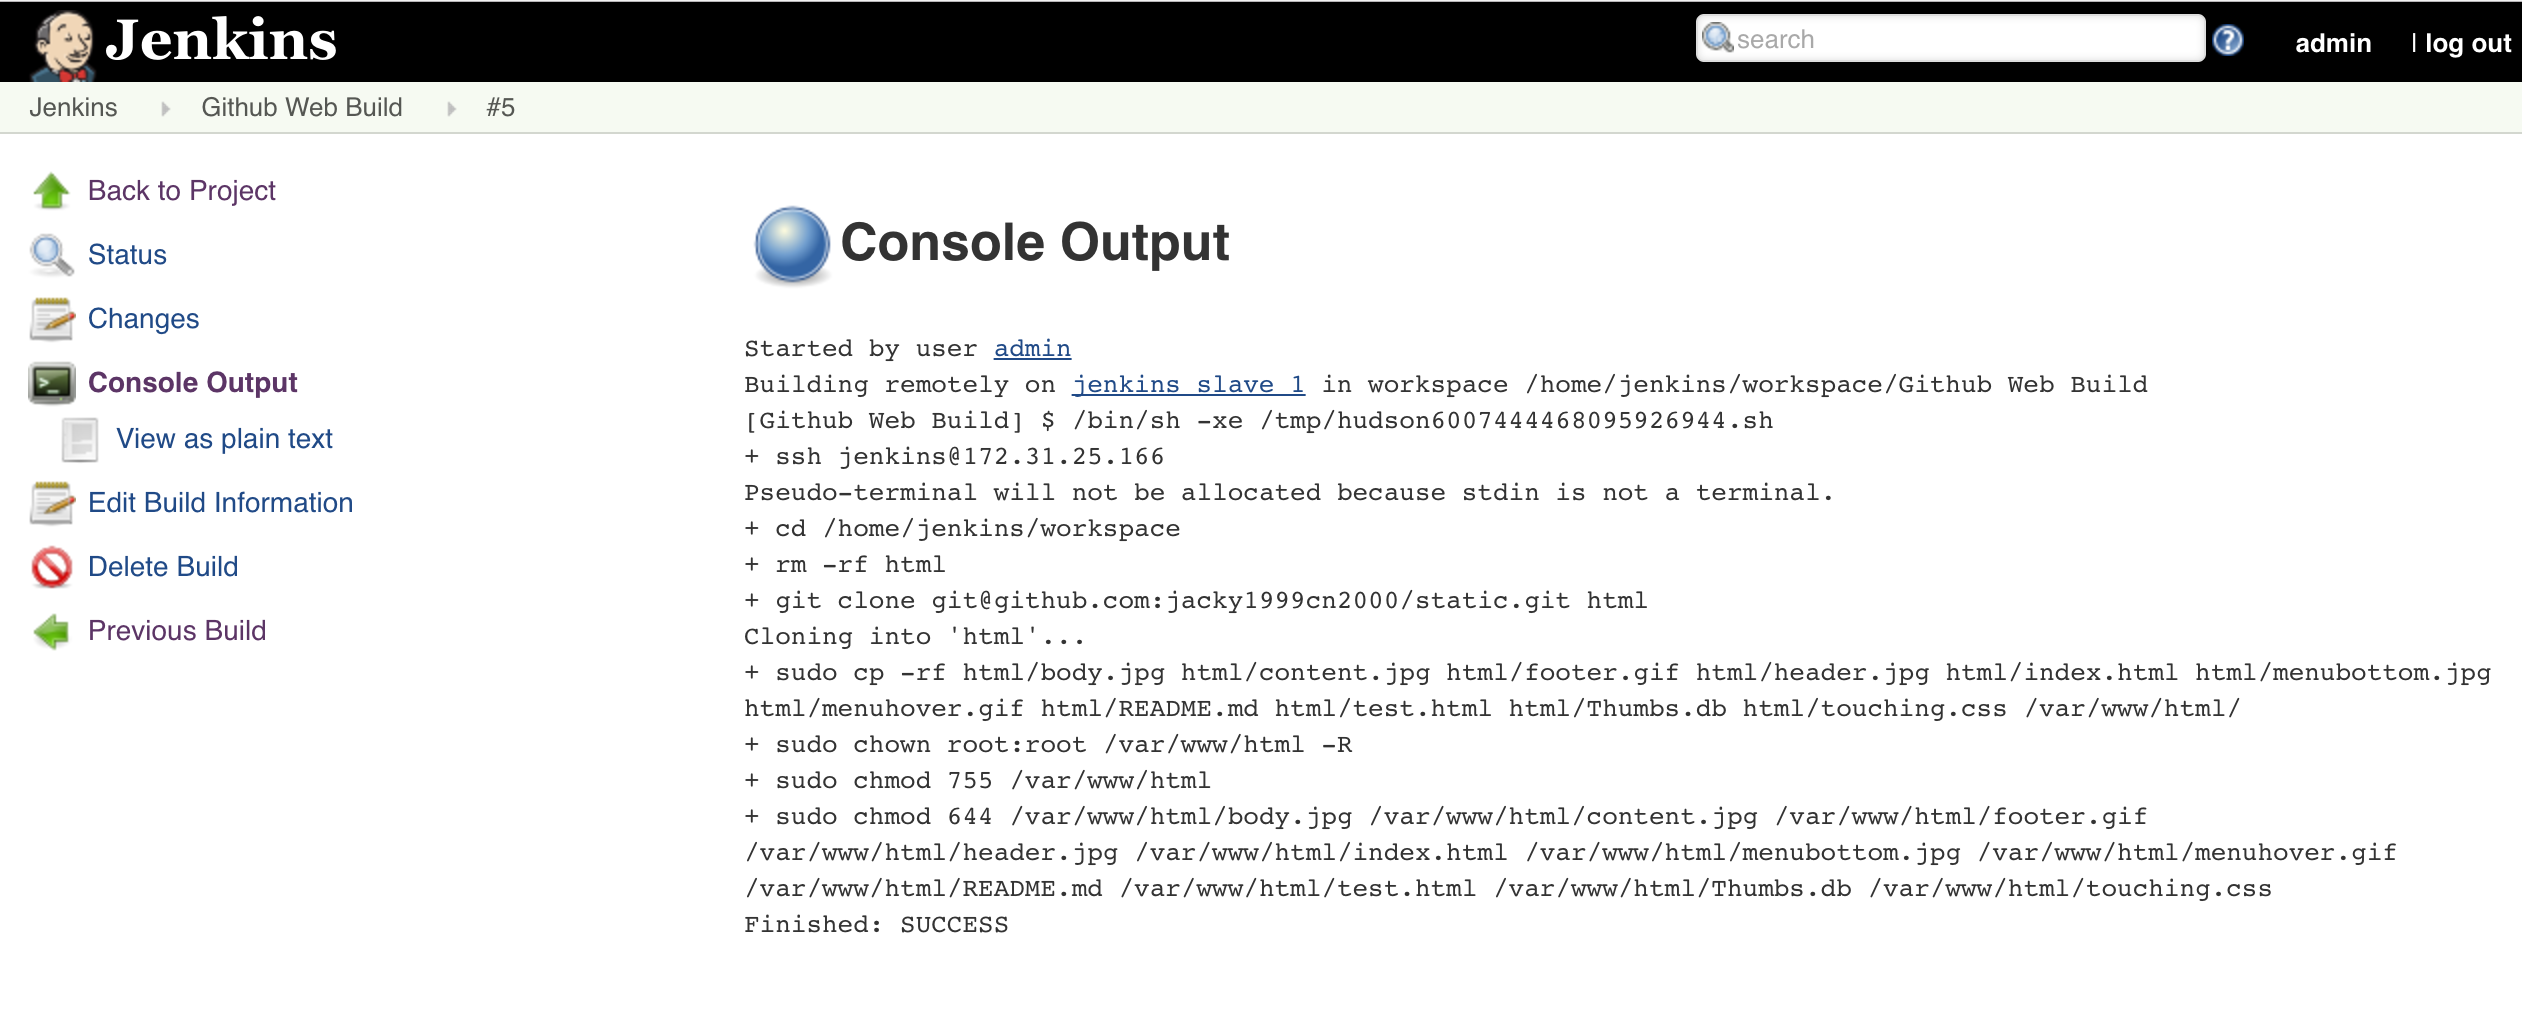 Jenkins
search
admin
| log out
Jenkins
Github Web Build
#5
Back to Project
Status
Changes
Console Output
View as plain text
Edit Build Information
Delete Build
Previous Build
Console Output
Started by user admin
Building remotely on jenkins slave 1 in workspace /home/jenkins/workspace/Github Web Build
[Github Web Build] $ /bin/sh -xe /tmp/hudson6007444468095926944.sh
+ ssh jenkins@172.31.25.166
Pseudo-terminal will not be allocated because stdin is not a terminal.
+ cd /home/jenkins/workspace
+ rm -rf html
+ git clone git@github.com:jacky1999cn2000/static.git html
Cloning into 'html'...
+ sudo cp -rf html/body.jpg html/content.jpg html/footer.gif html/header.jpg html/index.html html/menubottom.jpg
html/menuhover.gif html/README.md html/test.html html/Thumbs.db html/touching.css /var/www/html/
+ sudo chown root:root /var/www/html -R
+ sudo chmod 755 /var/www/html
+ sudo chmod 644 /var/www/html/body.jpg /var/www/html/content.jpg /var/www/html/footer.gif
/var/www/html/header.jpg /var/www/html/index.html /var/www/html/menubottom.jpg /var/www/html/menuhover.gif
/var/www/html/README.md /var/www/html/test.html /var/www/html/Thumbs.db /var/www/html/touching.css
Finished: SUCCESS